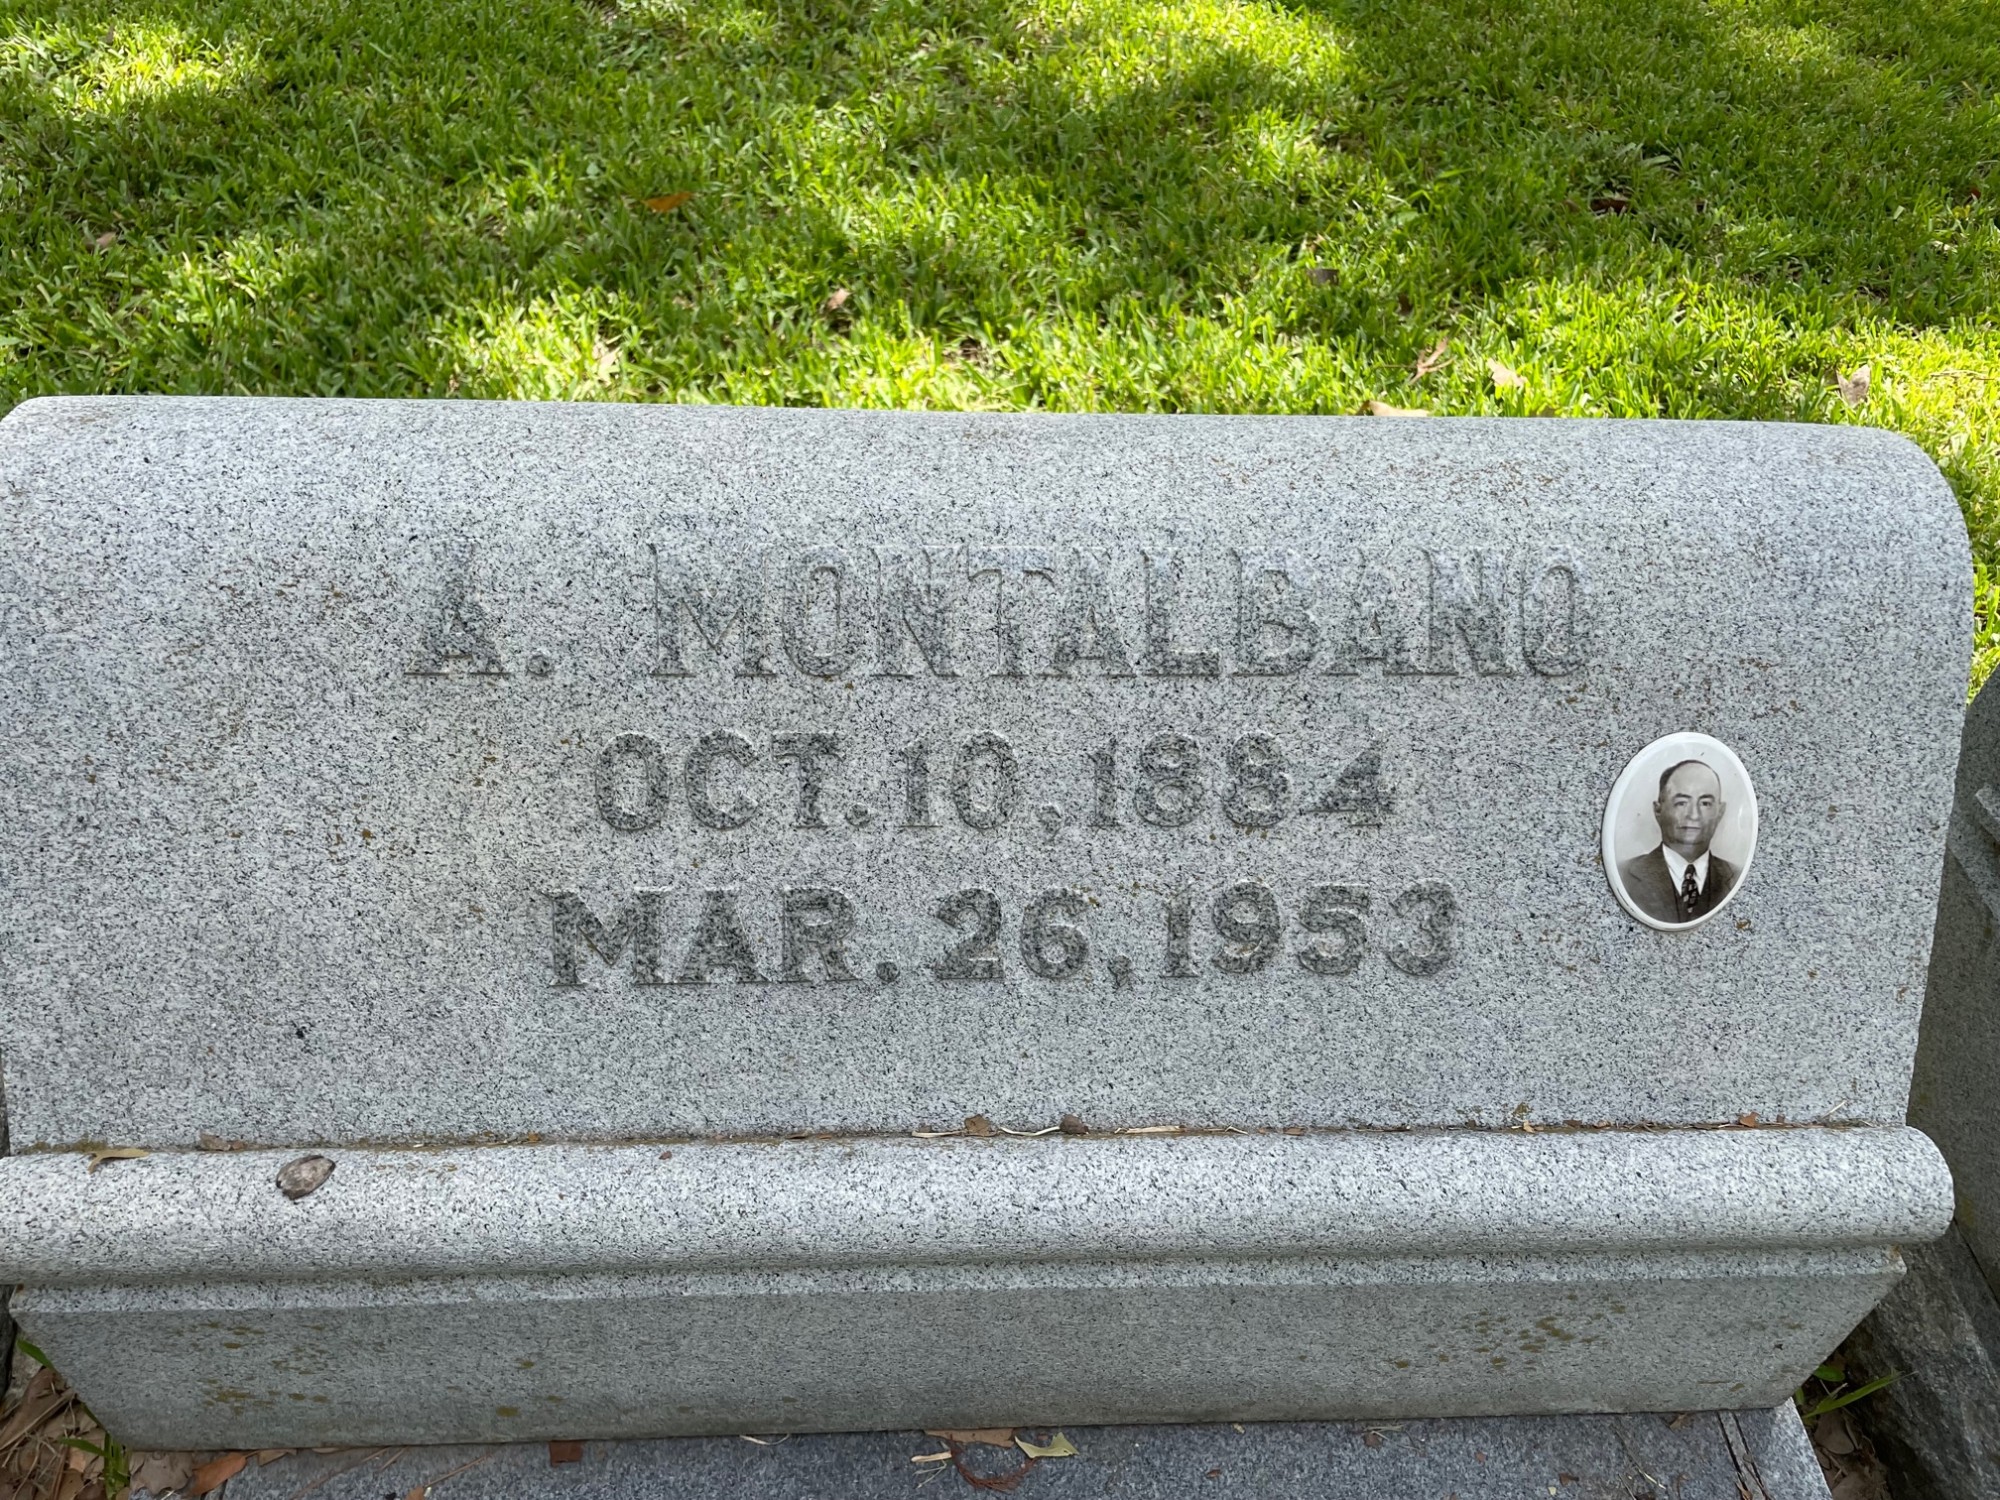 A. MONTALBANO
OCT. 10, 1884
MAR. 26, 1953